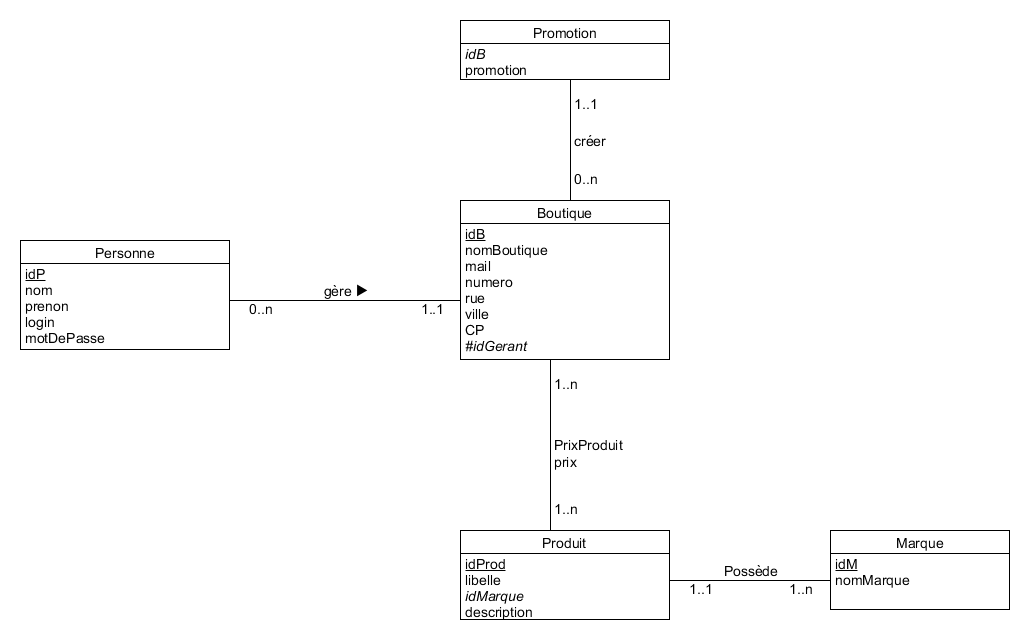 Promotion
idB
promotion
1..1
créer
0..n
Boutique
idB
nomBoutique
mail
numero
rue
ville
CP
#idGerant
Personne
idP
nom
prenon
login
motDePasse
gère
0..n
1..1
1..n
PrixProduit
prix
1..n
Produit
idProd
libelle
idMarque
description
Possède
1..1
1..n
Marque
idM
nomMarque